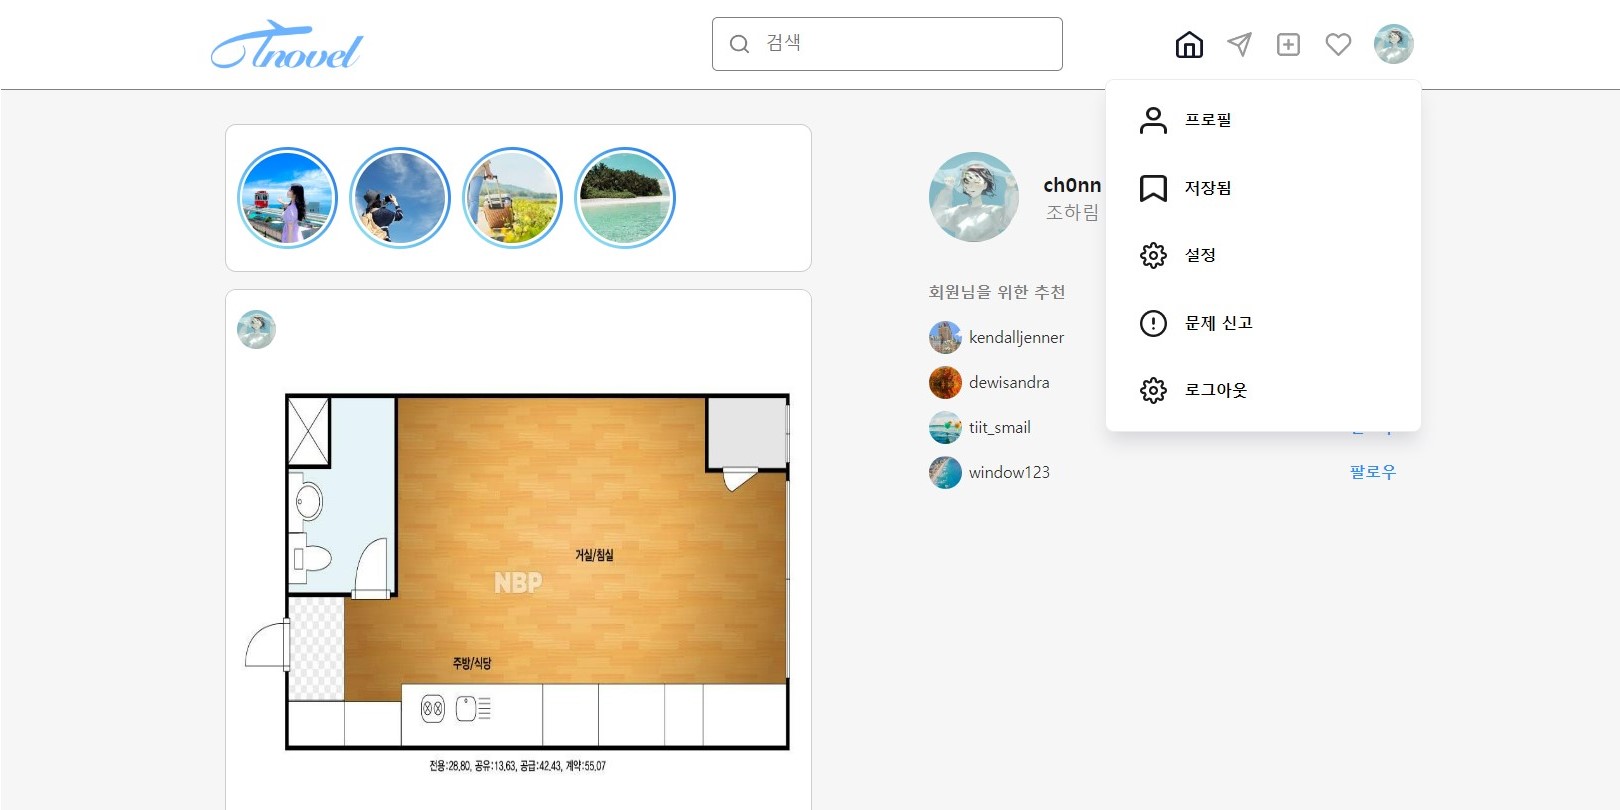 Tnovel
검색
프로필
저장됨
설정
문제 신고
로그아웃
ch0nn
조하림
회원님을 위한 추천
kendalljenner
dewisandra
tiit_smail
window123
팔로우
거실/침실
NBP
주방/식당
전용:28.80, 공유:13.63, 공급:42.43, 계약:55.07